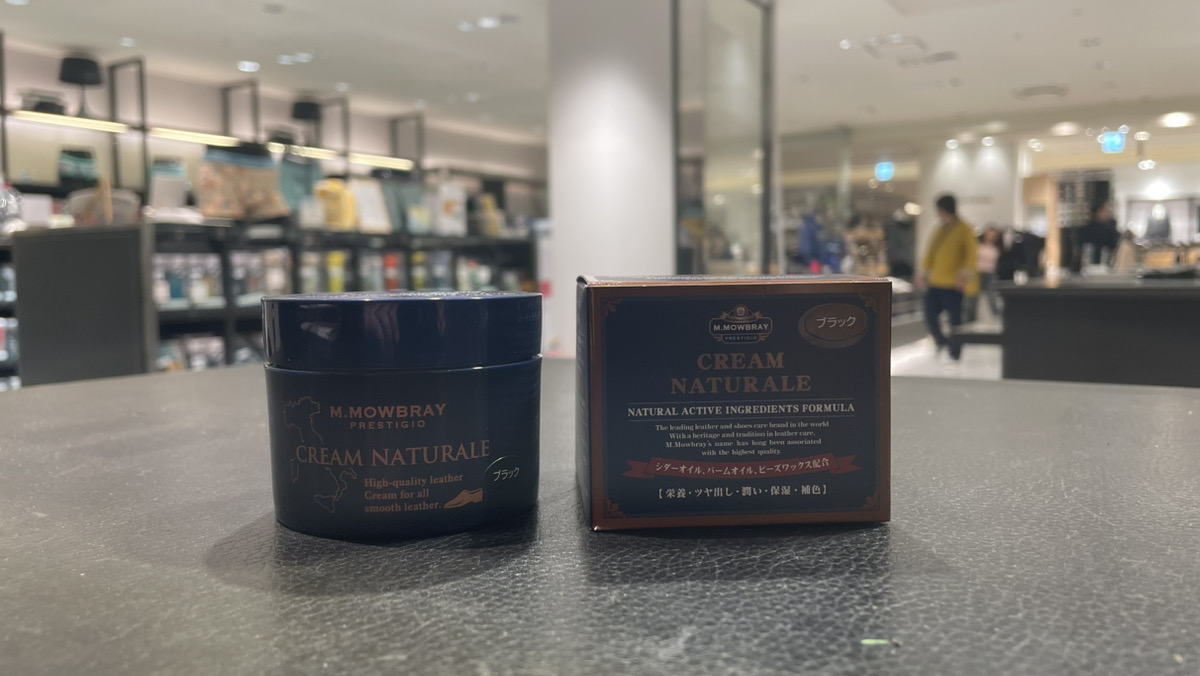 M.MOWBRAY
PRESTIGIO
CREAM NATURALE
ブラック
High-quality leather
Cream for all
smooth leather.
M.MOWBRAY
PRESTIGIO
ブラック
CREAM
NATURALE
NATURAL ACTIVE INGREDIENTS FORMULA
The leading leather and shoes care brand in the world
With a heritage and tradition in leather care,
M.Mowbray's name has long been associated
with the highest quality.
シダーオイル、パームオイル、ビーズワックス配合
【栄養・ツヤ出し・潤い・保湿・補色】